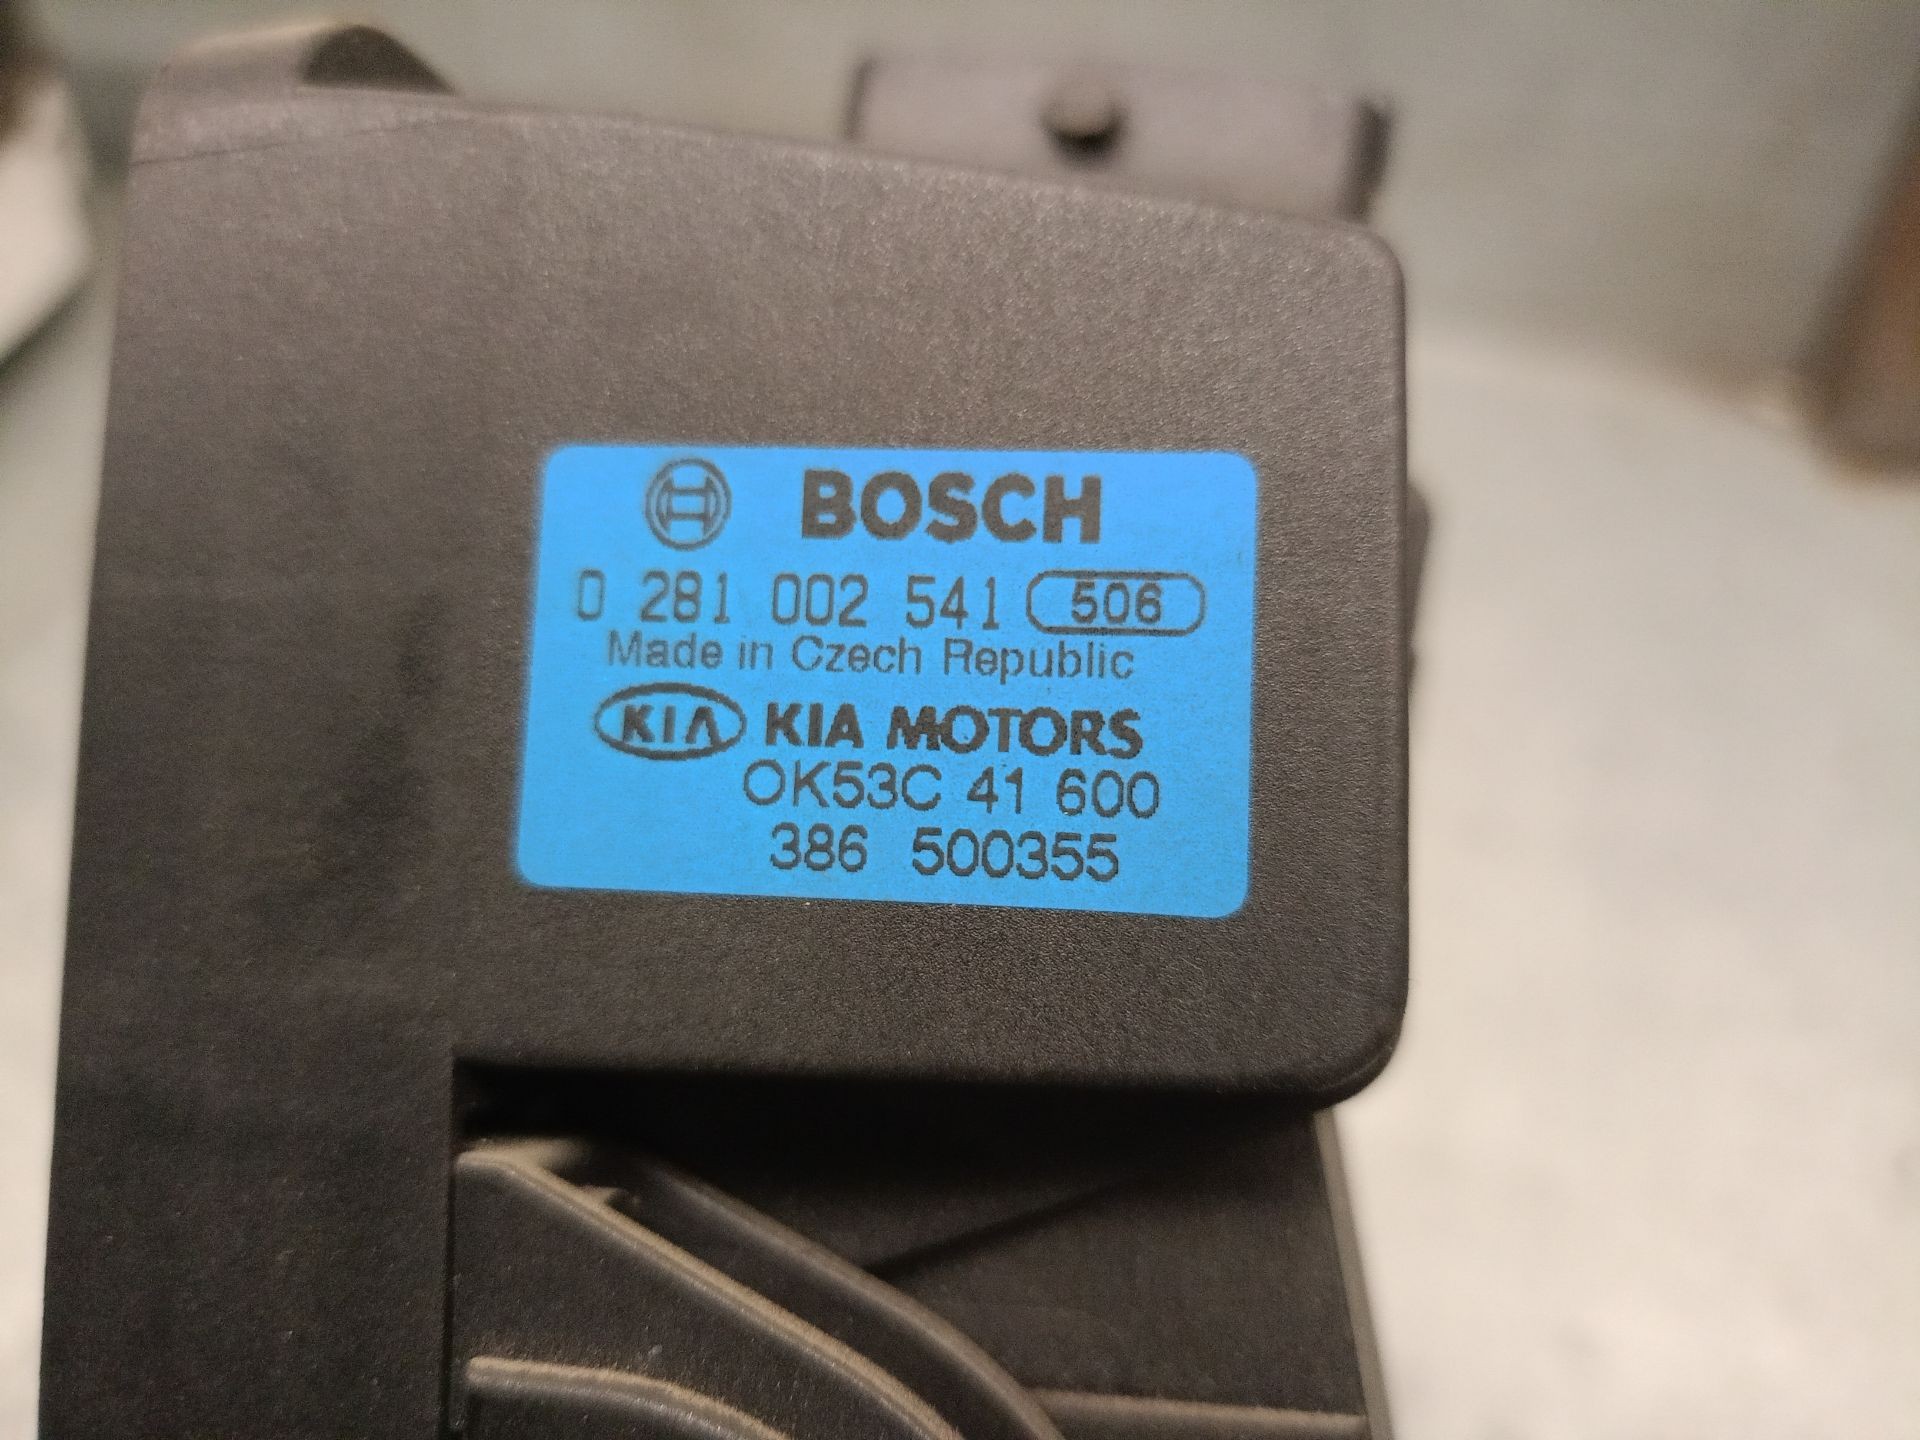 BOSCH
0 281 002 541 506
Made in Czech Republic
KIA KIA MOTORS
OK53C 41 600
386 500355